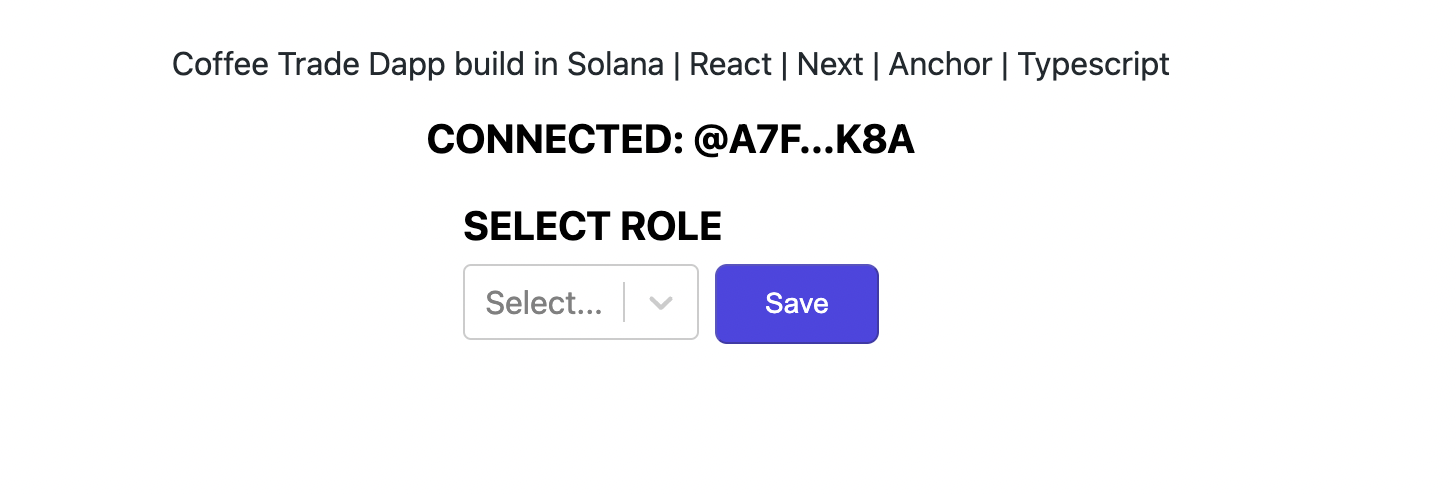 Coffee Trade Dapp build in Solana | React | Next | Anchor | Typescript
CONNECTED: @A7F...K8A
SELECT ROLE
Select... Save